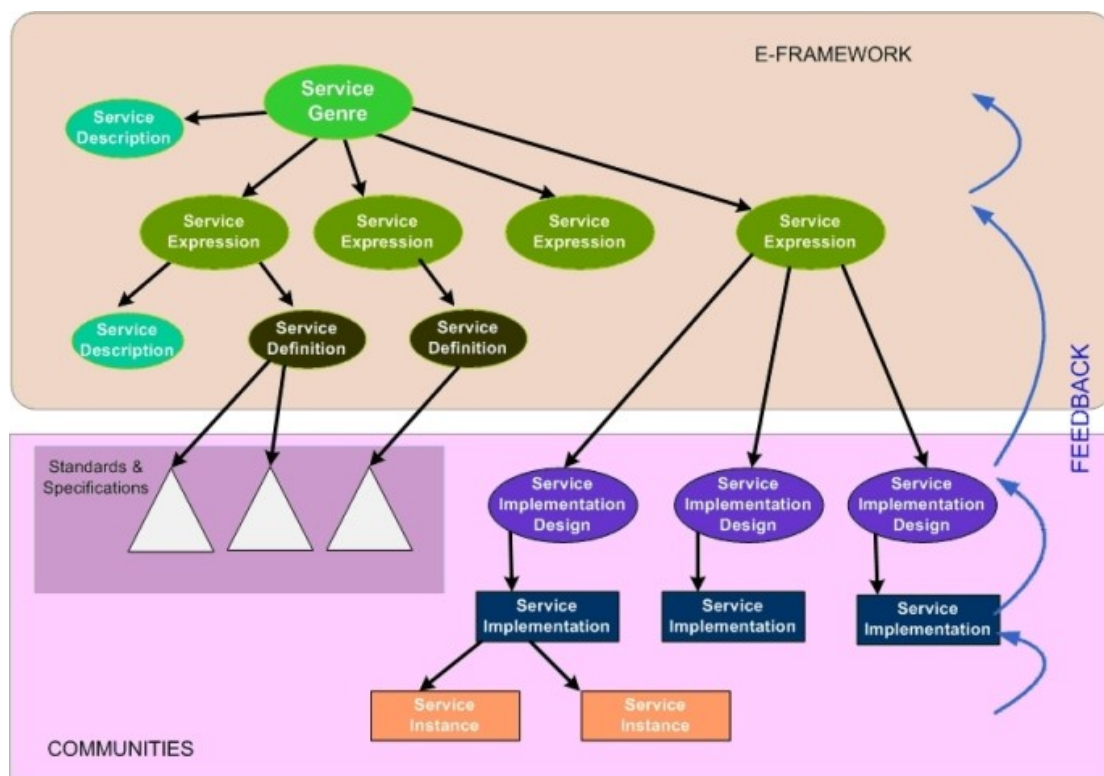 E-FRAMEWORK
Service
Genre
Service
Description
Service
Expression
Service
Expression
Service
Expression
Service
Expression
Service
Description
Service
Definition
Service
Definition
FEEDBACK
Standards &
Specifications
Service
Implementation
Design
Service
Implementation
Design
Service
Implementation
Design
Service
Implementation
Service
Implementation
Service
Implementation
Service
Instance
Service
Instance
COMMUNITIES